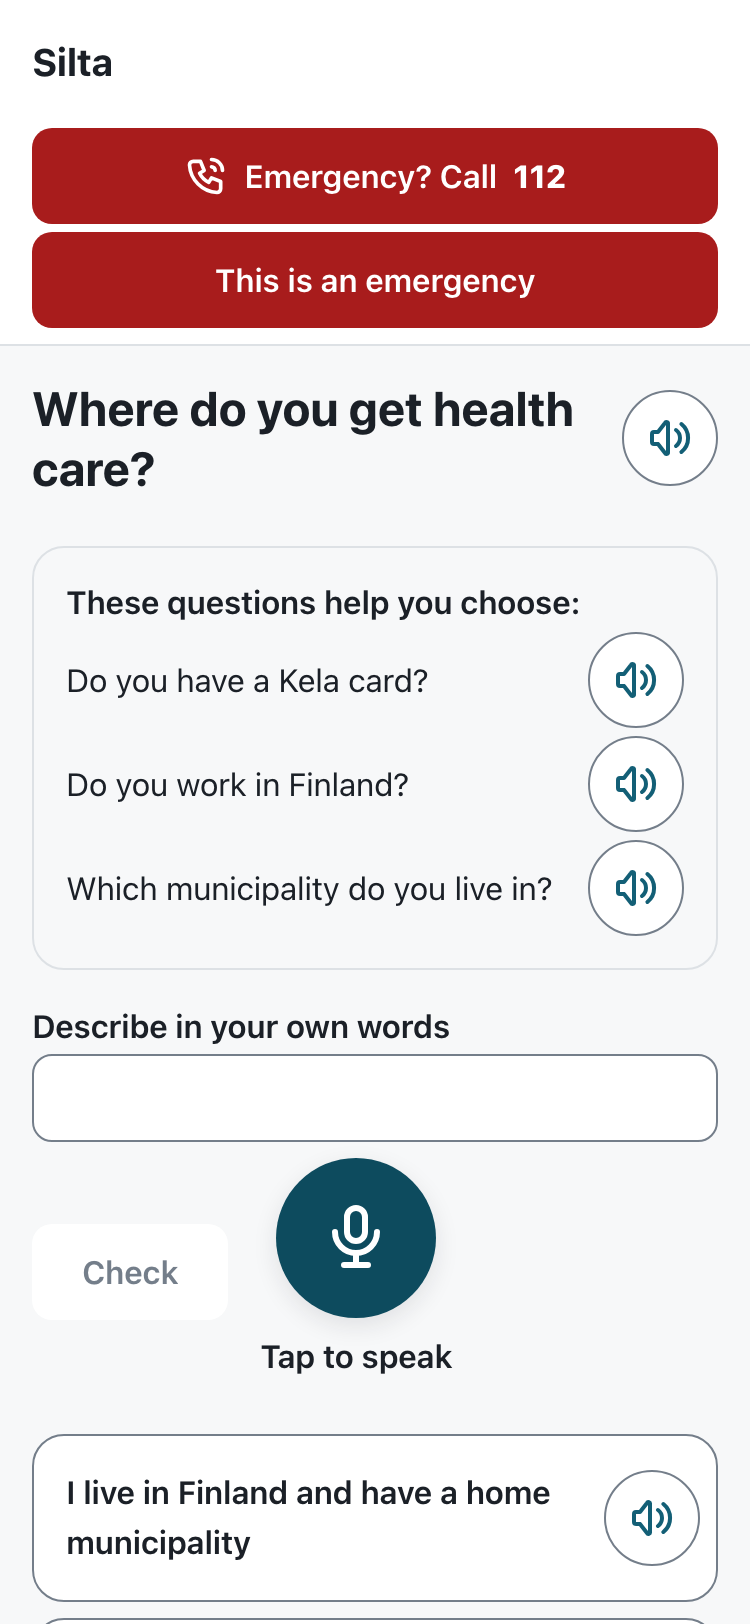 Silta
Emergency? Call 112
This is an emergency
Where do you get health
care?
These questions help you choose:
Do you have a Kela card?
Do you work in Finland?
Which municipality do you live in?
Describe in your own words
Check
Tap to speak
I live in Finland and have a home
municipality